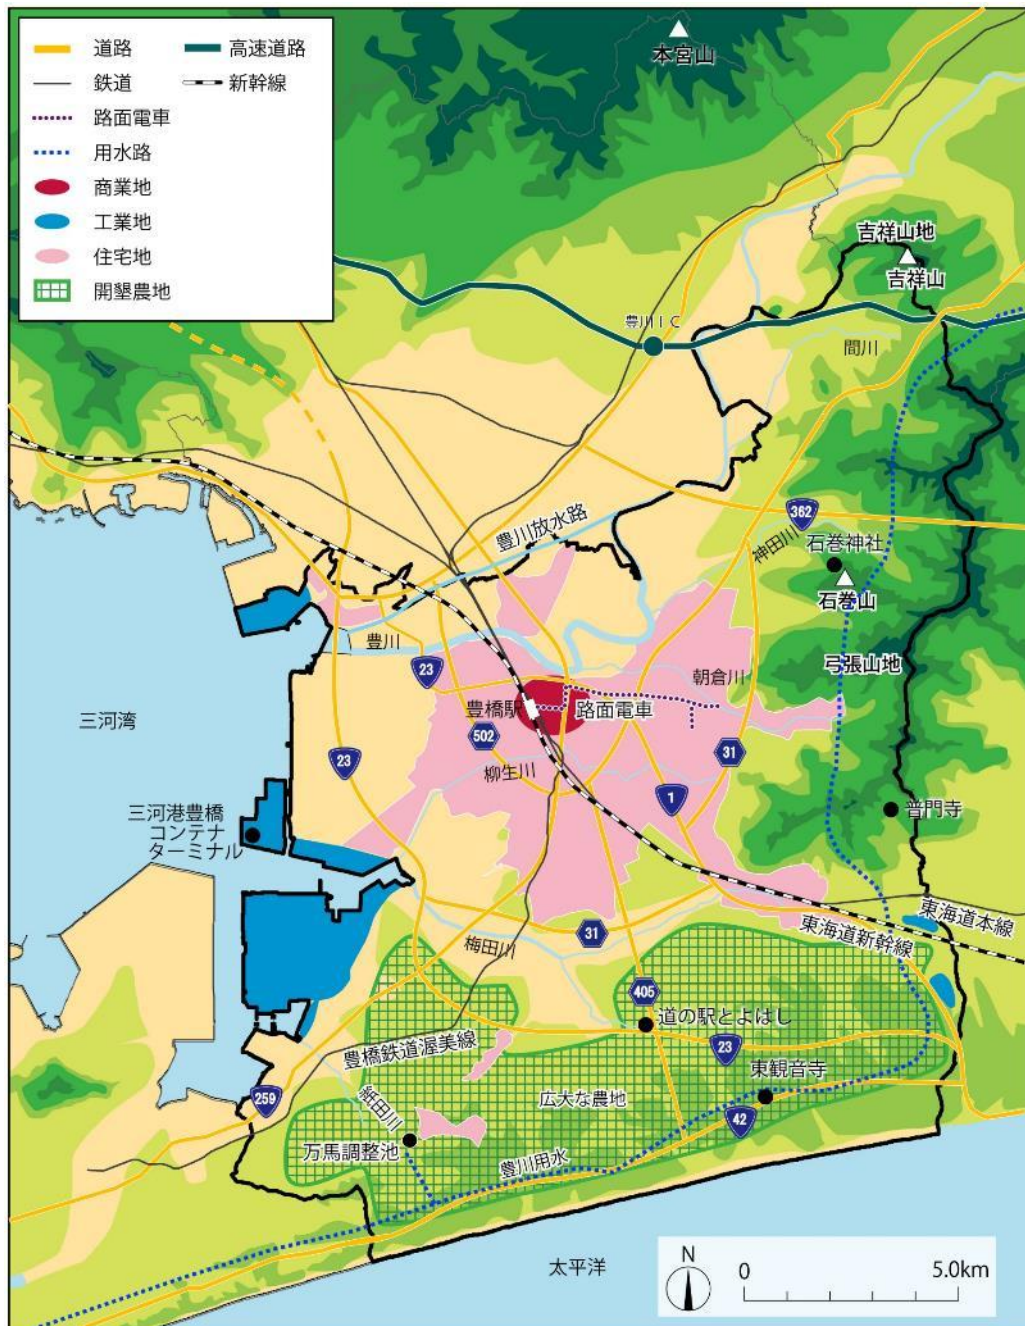 道路
高速道路
鉄道
新幹線
路面電車
用水路
商業地
工業地
住宅地
開墾農地
本宮山
吉祥山地
吉祥山
豊川IC
間川
豊川放水路
362
神田川
石巻神社
石巻山
豊川
弓張山地
23
朝倉川
三河湾
豊橋駅
路面電車
502
23
31
柳生川
1
三河港豊橋
コンテナ
ターミナル
普門寺
東海道本線
東海道新幹線
31
梅田川
405
道の駅とよはし
豊橋鉄道渥美線
23
東観音寺
259
紙田川
広大な農地
42
万馬調整池
豊川用水
太平洋
N
0
5.0km